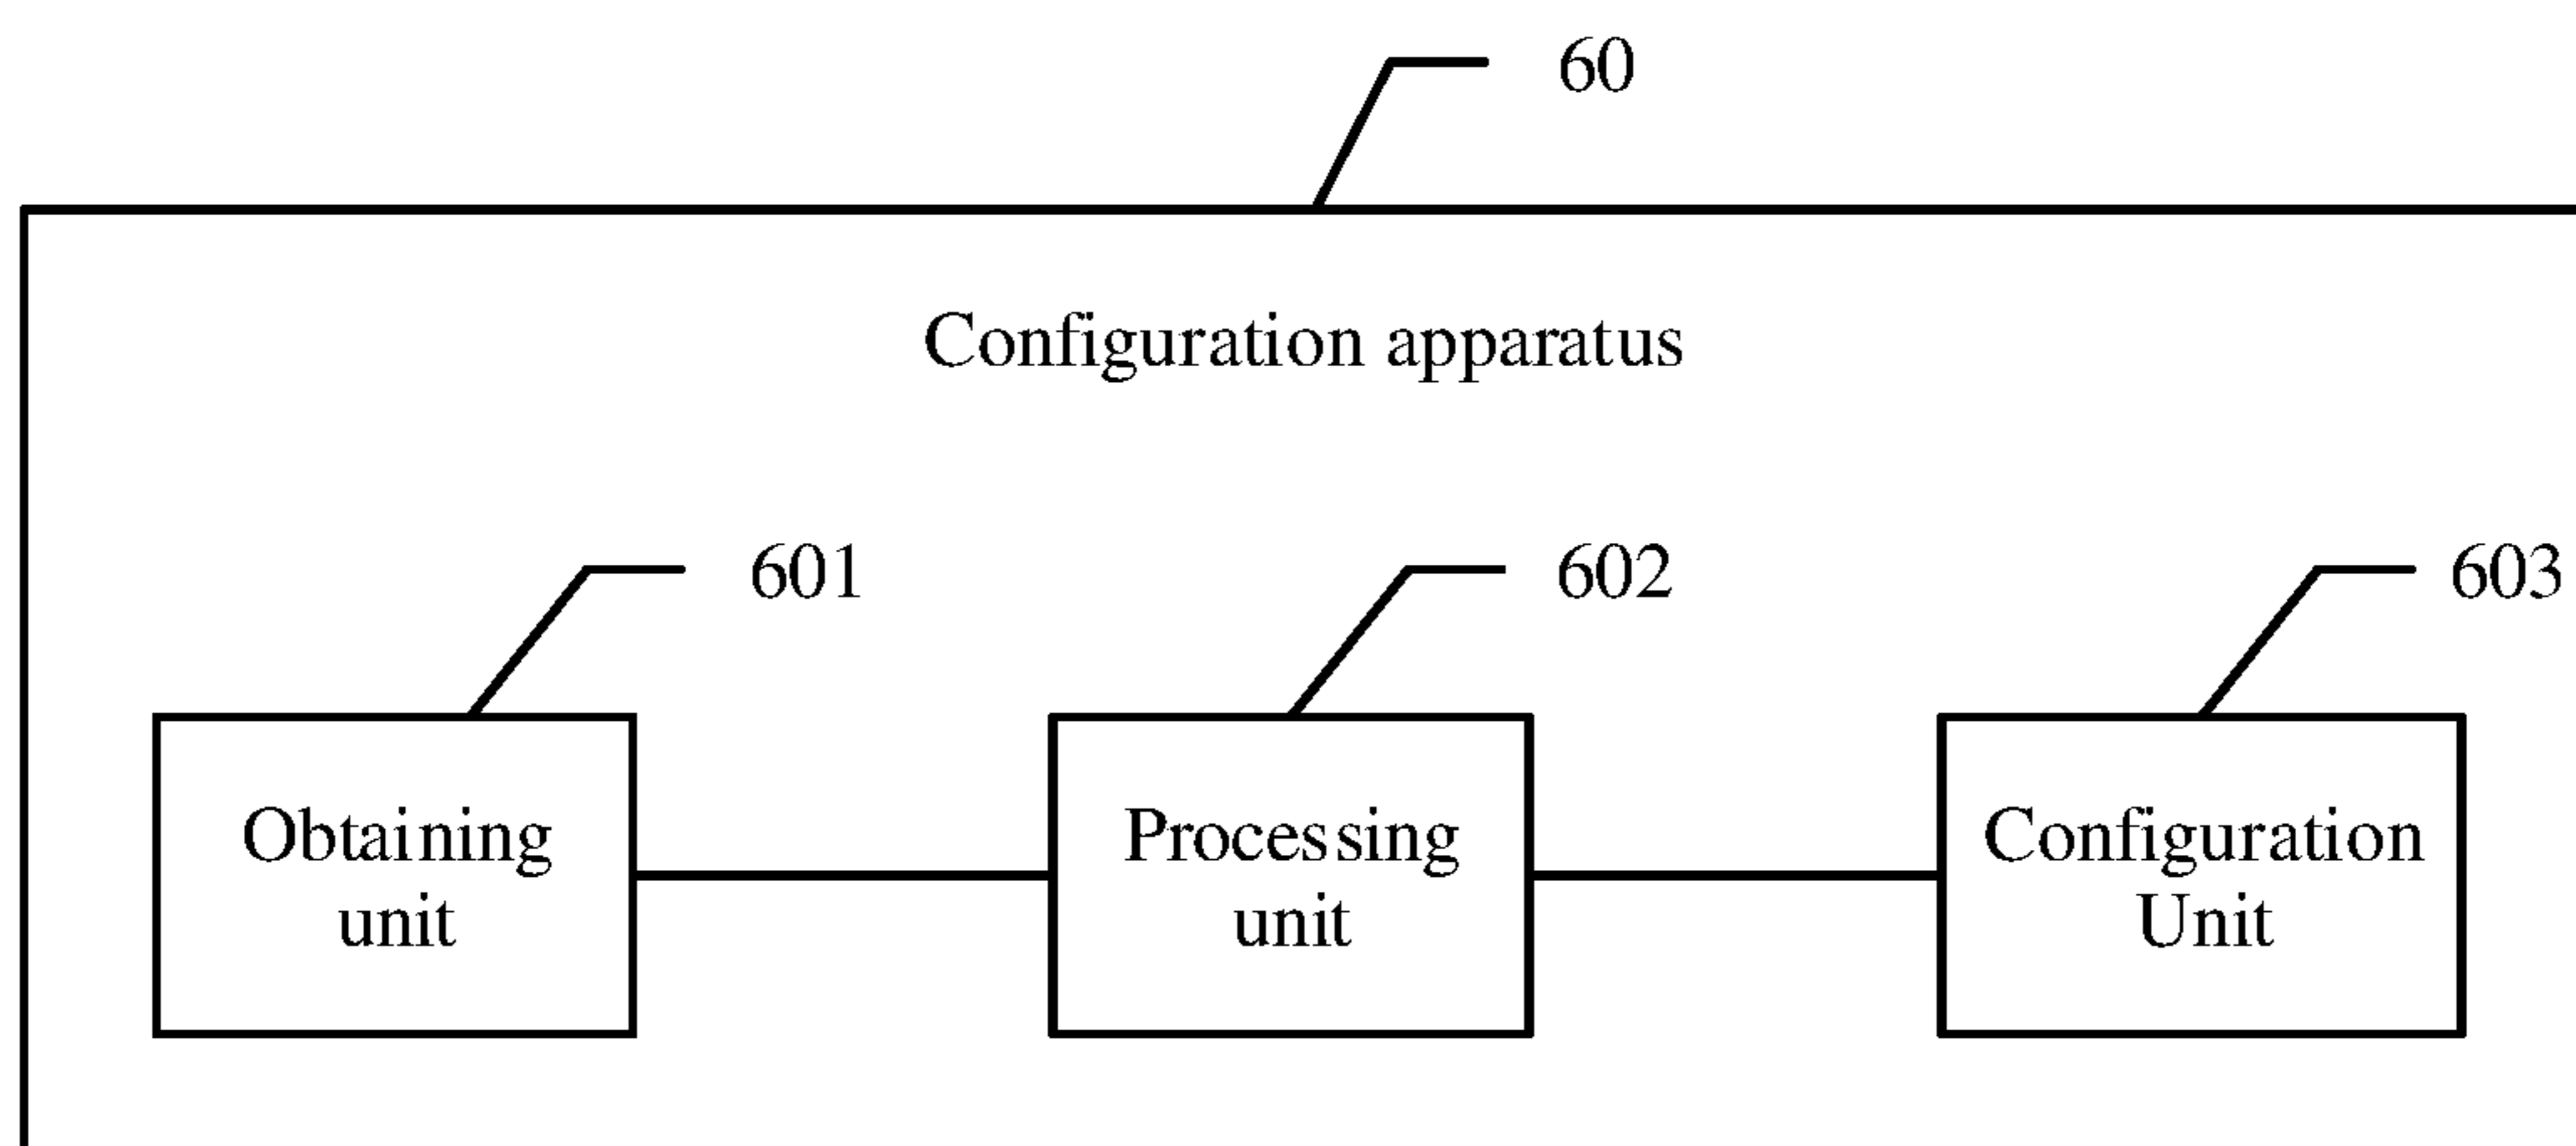 60
Configuration apparatus
601
602
603
Obtaining
unit
Processing
unit
Configuration
Unit